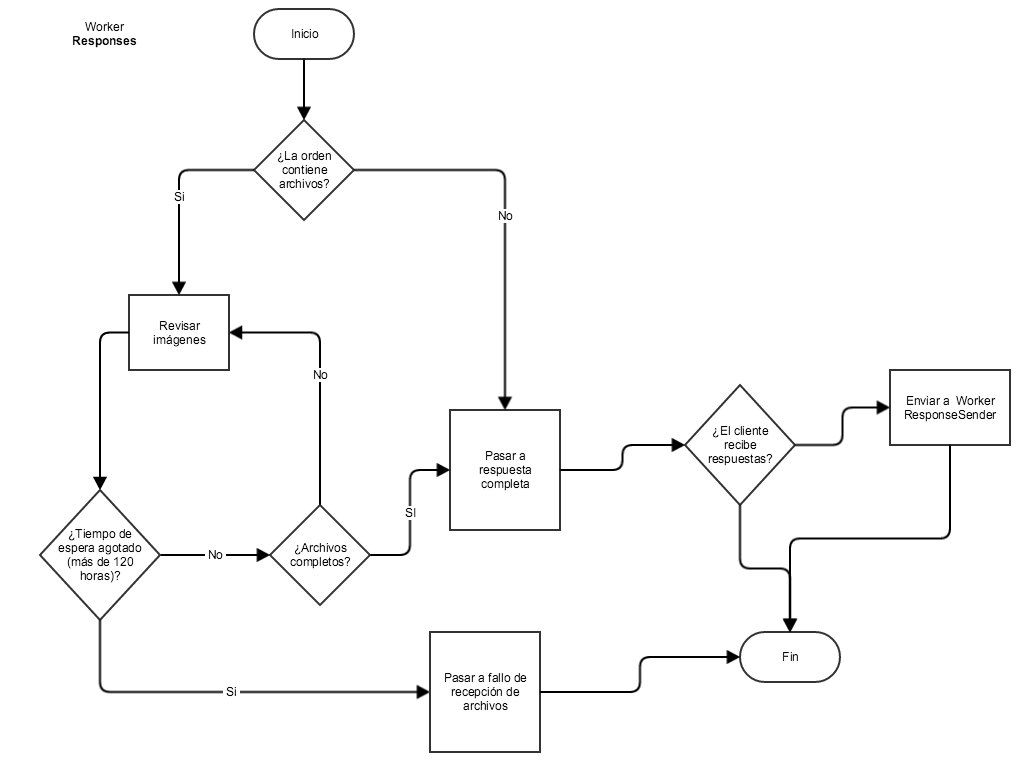 Worker
Responses
Inicio
¿La orden
contiene
archivos?
Si
No
Revisar
imágenes
No
¿Tiempo de
espera agotado
(más de 120
horas)?
No
¿Archivos
completos?
SI
Pasar a
respuesta
completa
¿El cliente
recibe
respuestas?
Enviar a Worker
ResponseSender
Si
Pasar a fallo de
recepción de
archivos
Fin